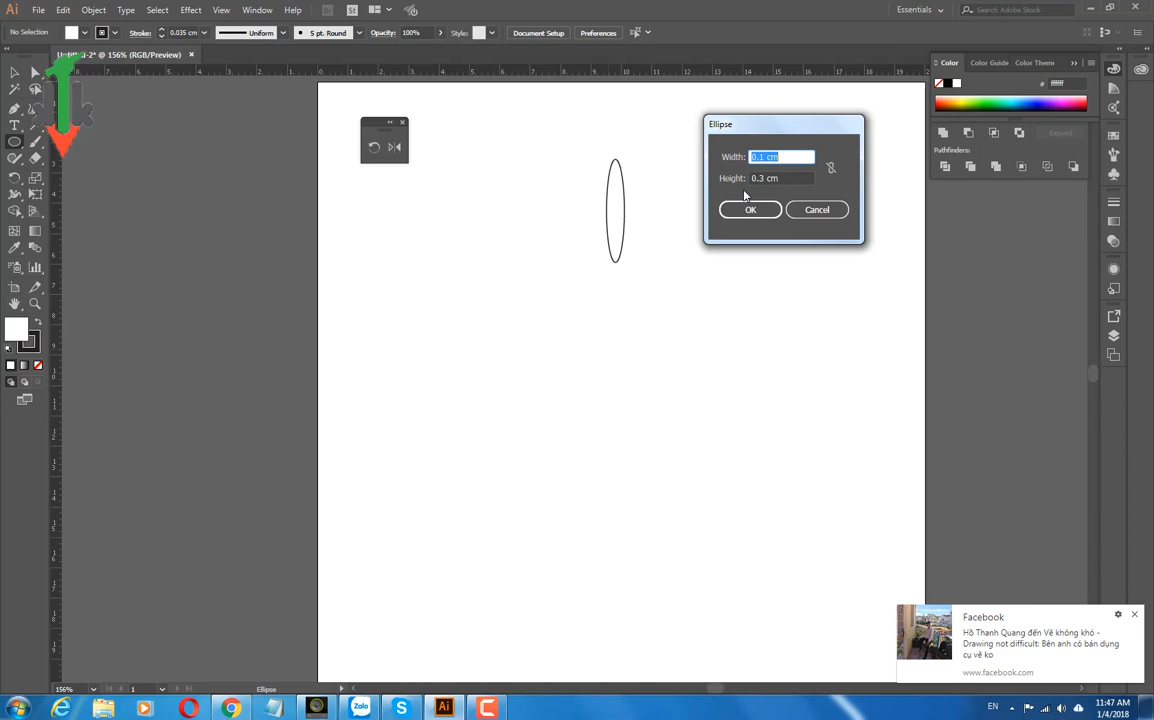 Ai File Edit Object Type Select Effect View Window Help Br St Essentials Search Adobe Stock
No Selection Stroke: 0.035 cm Uniform 5 pt. Round Opacity: 100% Style: Document Setup Preferences
Untitled-2* @ 156% (RGB/Preview)
Color Color Guide Color Theme
# ffffff
Expand
Pathfinders:
Ellipse
Width: 0.1 cm
Height: 0.3 cm
OK Cancel
Facebook
Hồ Thanh Quang đến Vẽ không khó -
Drawing not difficult: Bên anh có bán dụng
cụ vẽ ko
www.facebook.com
156% 1 Ellipse
Zalo Ai EN 11:47 AM
1/4/2018